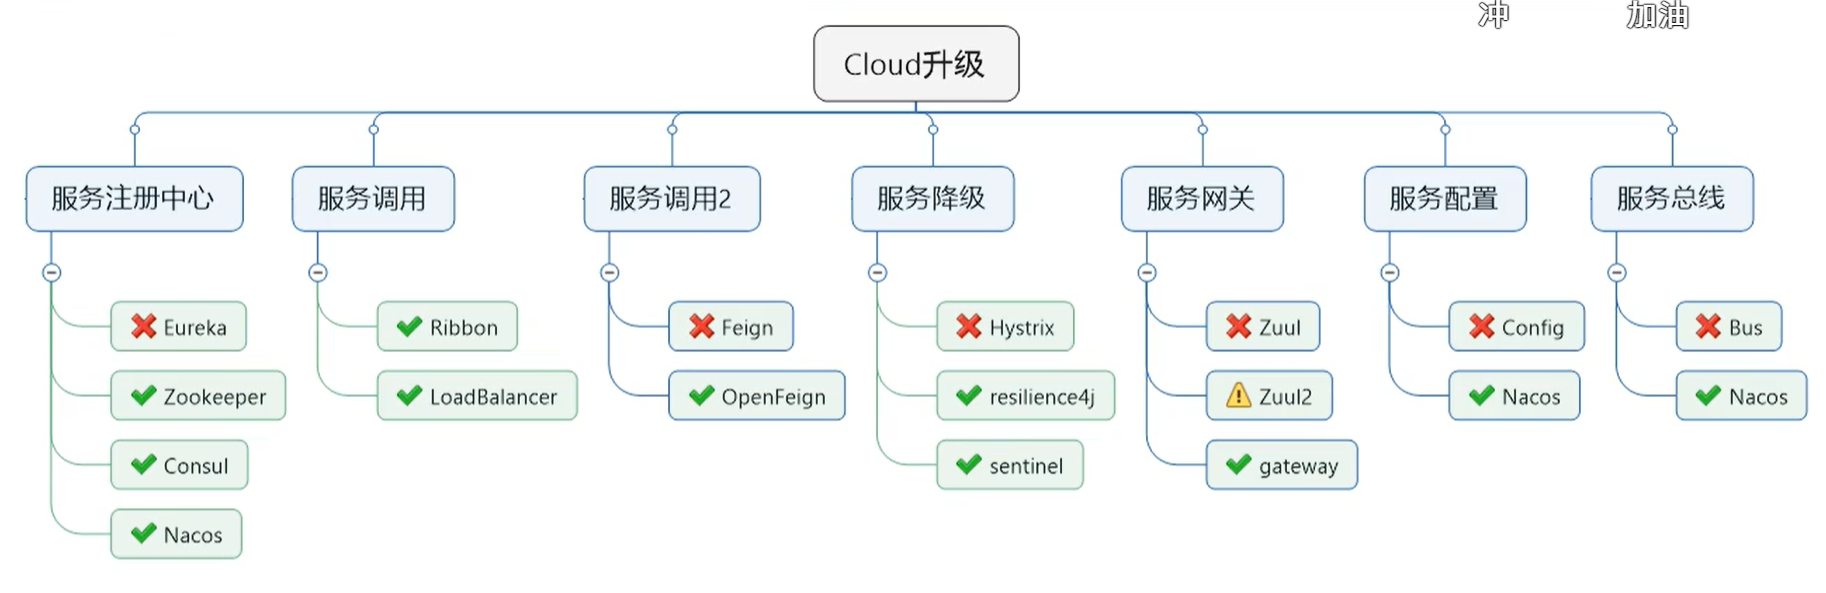 冲 加油
Cloud升级
服务注册中心
Eureka
Zookeeper
Consul
Nacos
服务调用
Ribbon
LoadBalancer
服务调用2
Feign
OpenFeign
服务降级
Hystrix
resilience4j
sentinel
服务网关
Zuul
Zuul2
gateway
服务配置
Config
Nacos
服务总线
Bus
Nacos